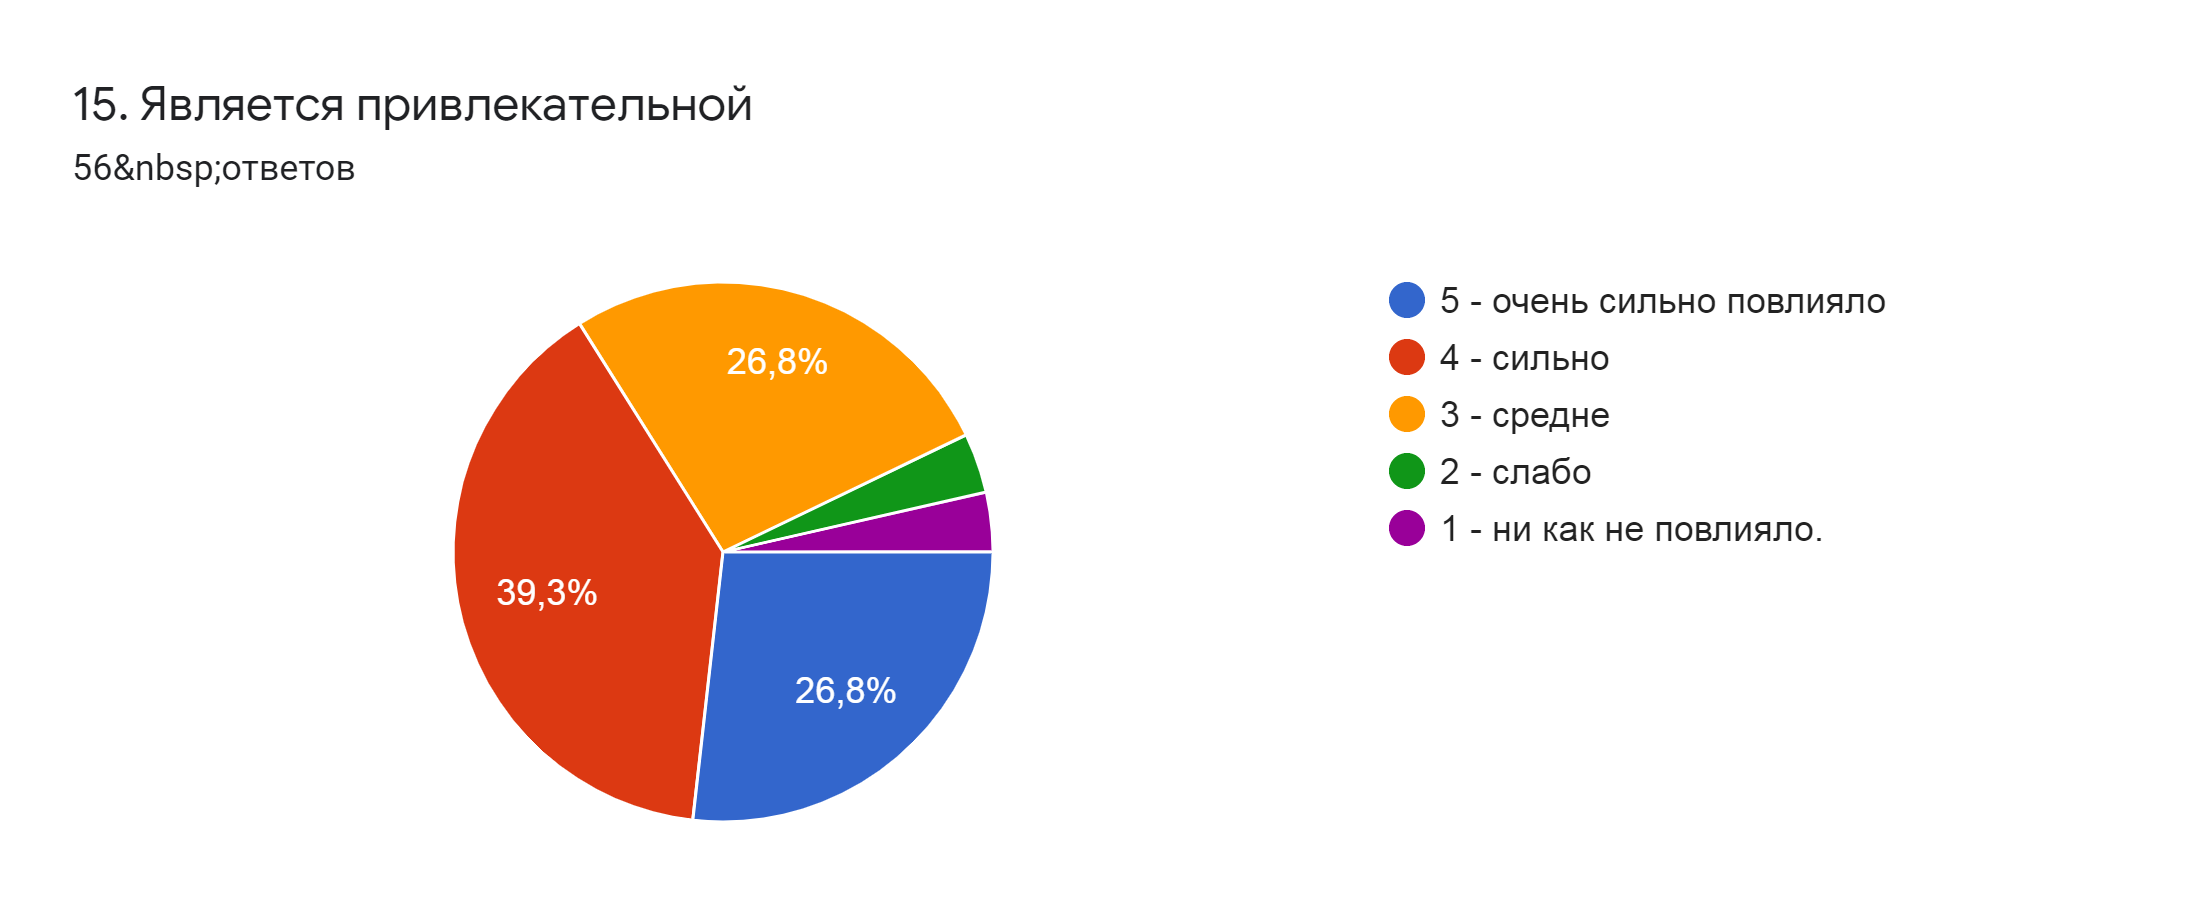 15. Является привлекательной
56&nbsp;ответов
26,8%
39,3%
26,8%
5 - очень сильно повлияло
4 - сильно
3 - средне
2 - слабо
1 - ни как не повлияло.